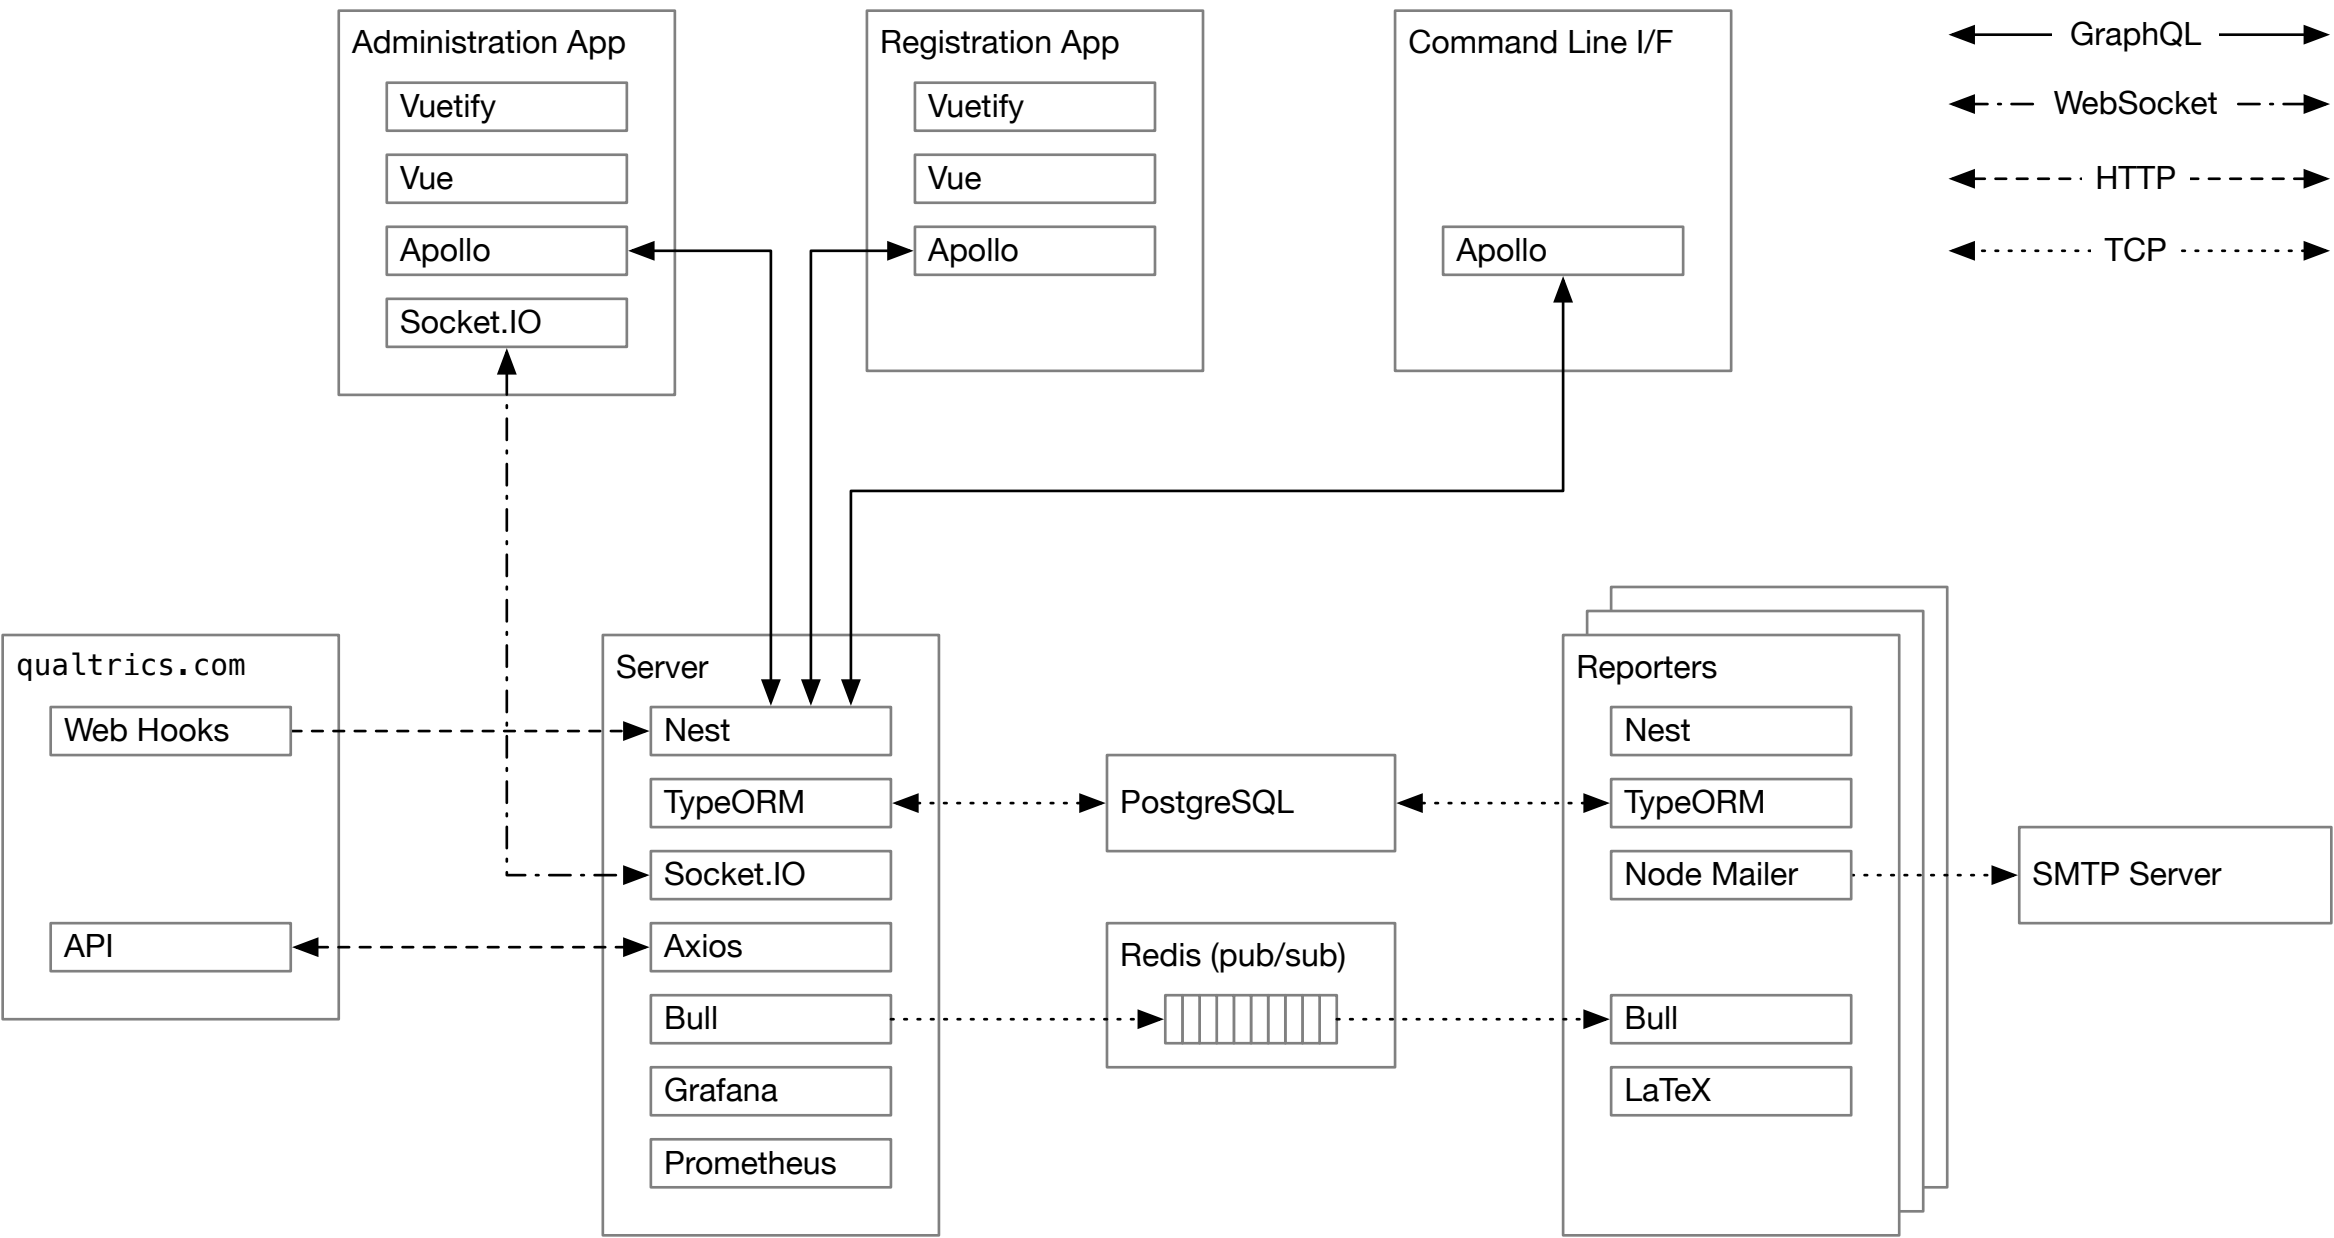 Administration App
Vuetify
Vue
Apollo
Socket.IO
Registration App
Vuetify
Vue
Apollo
Command Line I/F
Apollo
GraphQL
WebSocket
HTTP
TCP
qualtrics.com
Web Hooks
API
Server
Nest
TypeORM
Socket.IO
Axios
Bull
Grafana
Prometheus
PostgreSQL
Redis (pub/sub)
Reporters
Nest
TypeORM
Node Mailer
Bull
LaTeX
SMTP Server